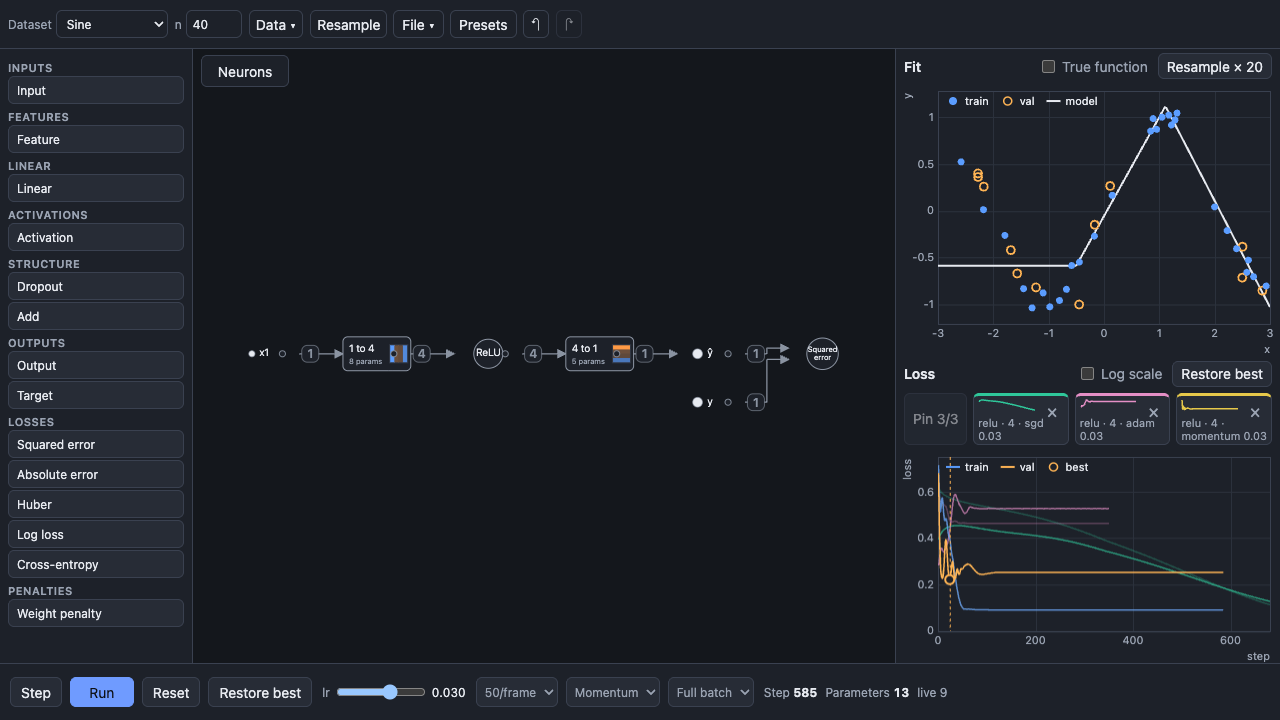 Dataset Sine n 40 Data ▾ Resample File ▾ Presets
INPUTS
Input
FEATURES
Feature
LINEAR
Linear
ACTIVATIONS
Activation
STRUCTURE
Dropout
Add
OUTPUTS
Output
Target
LOSSES
Squared error
Absolute error
Huber
Log loss
Cross-entropy
PENALTIES
Weight penalty
Neurons
x1
1
1 to 4
8 params
4
ReLU
4
4 to 1
5 params
1
ŷ
1
Squared
error
y
1
Fit True function Resample × 20
y
train val model
1
0.5
0
-0.5
-1
-3 -2 -1 0 1 2 3
x
Loss Log scale Restore best
Pin 3/3
relu · 4 · sgd
0.03
relu · 4 · adam
0.03
relu · 4 ·
momentum 0.03
loss
train val best
0.6
0.4
0.2
0
0 200 400 600
step
Step Run Reset Restore best lr 0.030 50/frame Momentum Full batch Step 585 Parameters 13 live 9